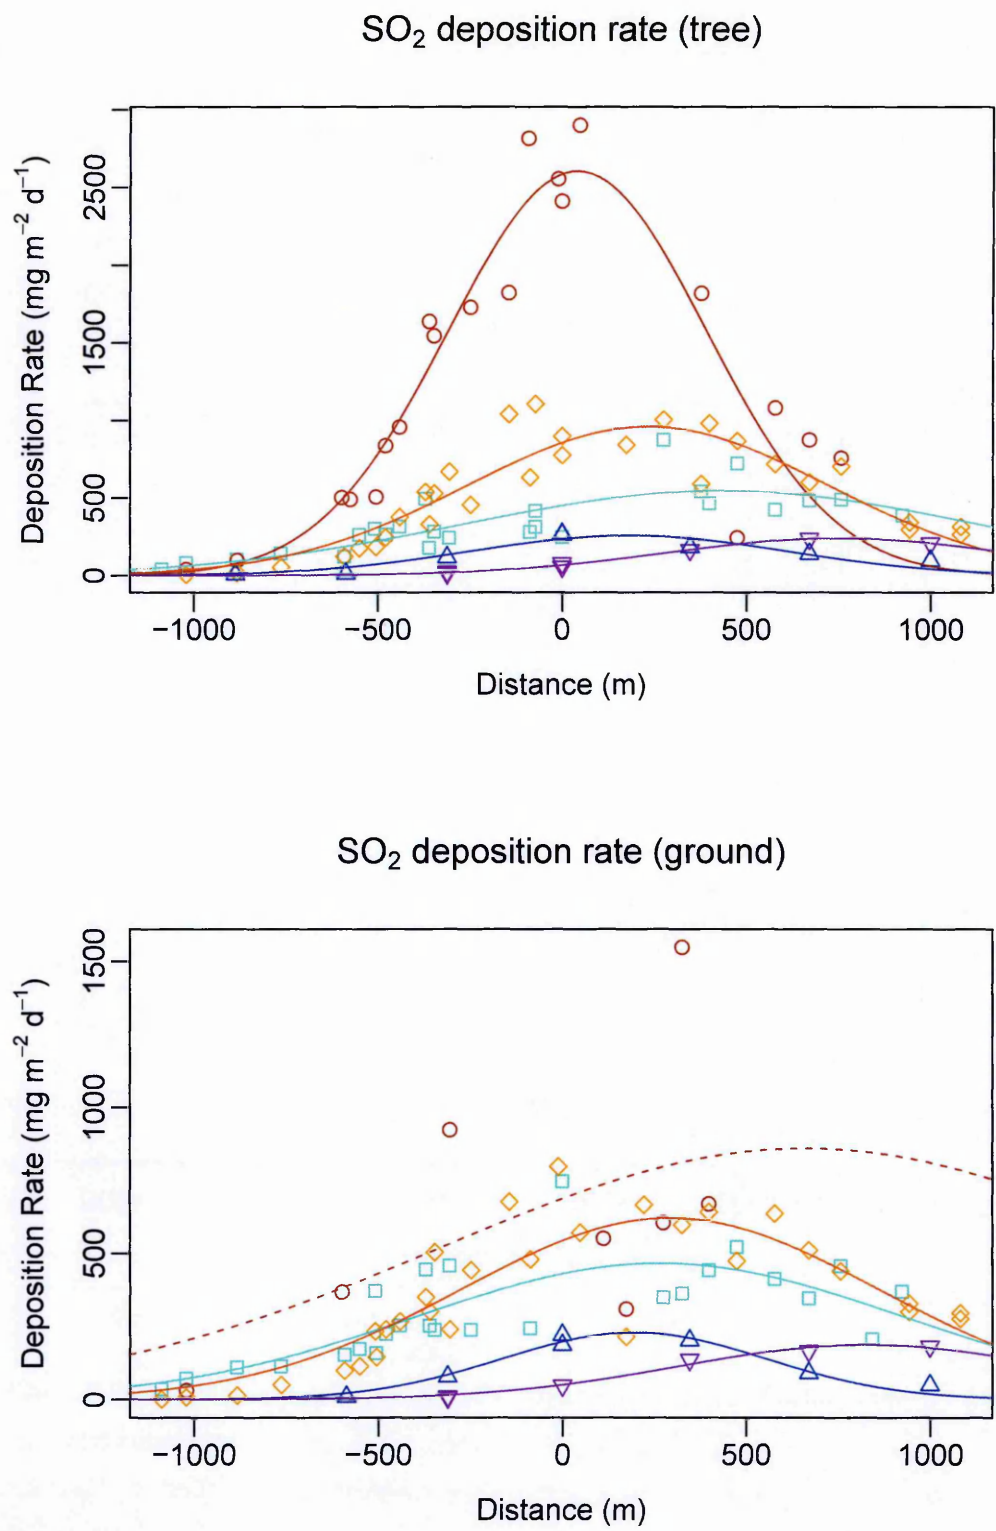 SO₂ deposition rate (tree)
Deposition Rate (mg m⁻² d⁻¹)
2500
1500
500
0
−1000 −500 0 500 1000
Distance (m)
SO₂ deposition rate (ground)
Deposition Rate (mg m⁻² d⁻¹)
1500
1000
500
0
−1000 −500 0 500 1000
Distance (m)